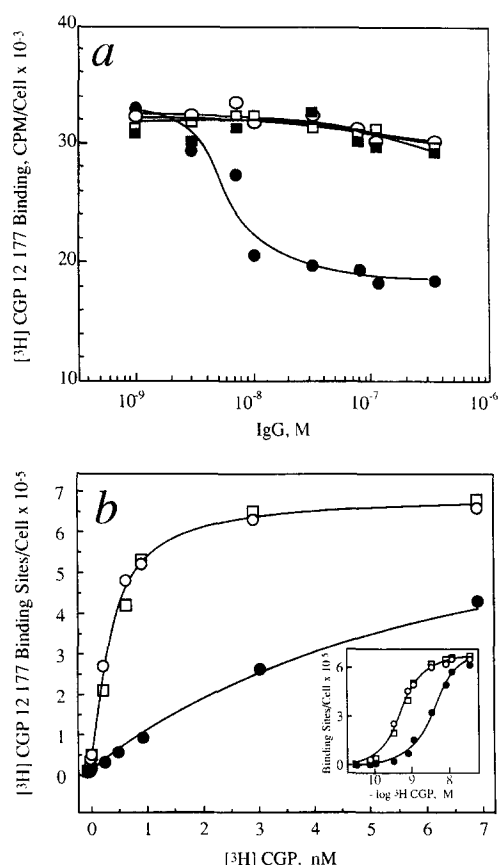 a
[³H] CGP 12 177 Binding, CPM/Cell x 10⁻³
40
30
20
10
10⁻⁹ 10⁻⁸ 10⁻⁷ 10⁻⁶
IgG, M
b
[³H] CGP 12 177 Binding Sites/Cell x 10⁻⁵
7
6
5
4
3
2
1
0
0 1 2 3 4 5 6 7
[³H] CGP, nM
Binding Sites/Cell x 10⁻⁵
6
3
0
10 9 8
- log ³H CGP, M